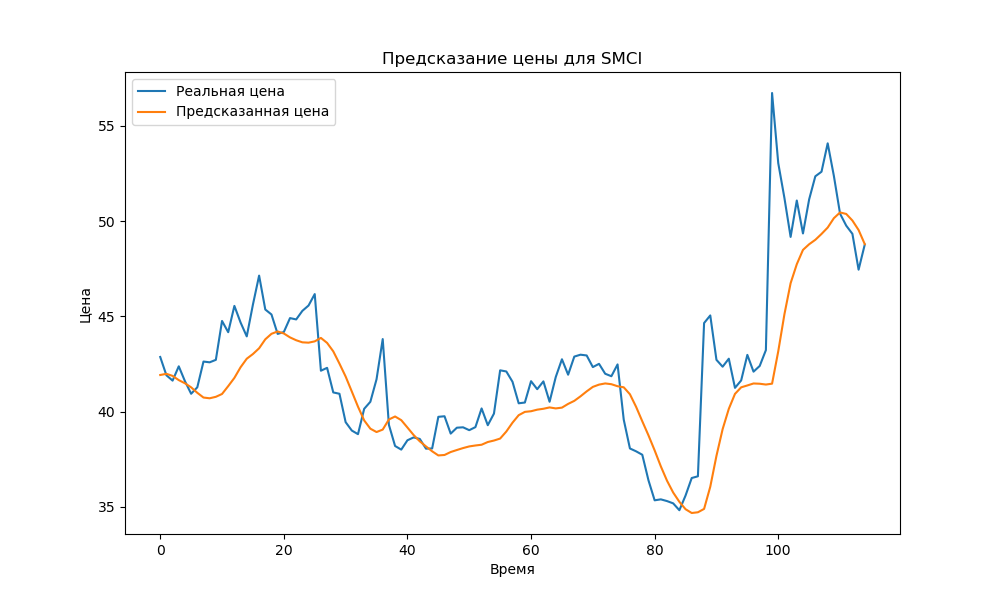 Предсказание цены для SMCI
Реальная цена
Предсказанная цена
Цена
55
50
45
40
35
0 20 40 60 80 100
Время